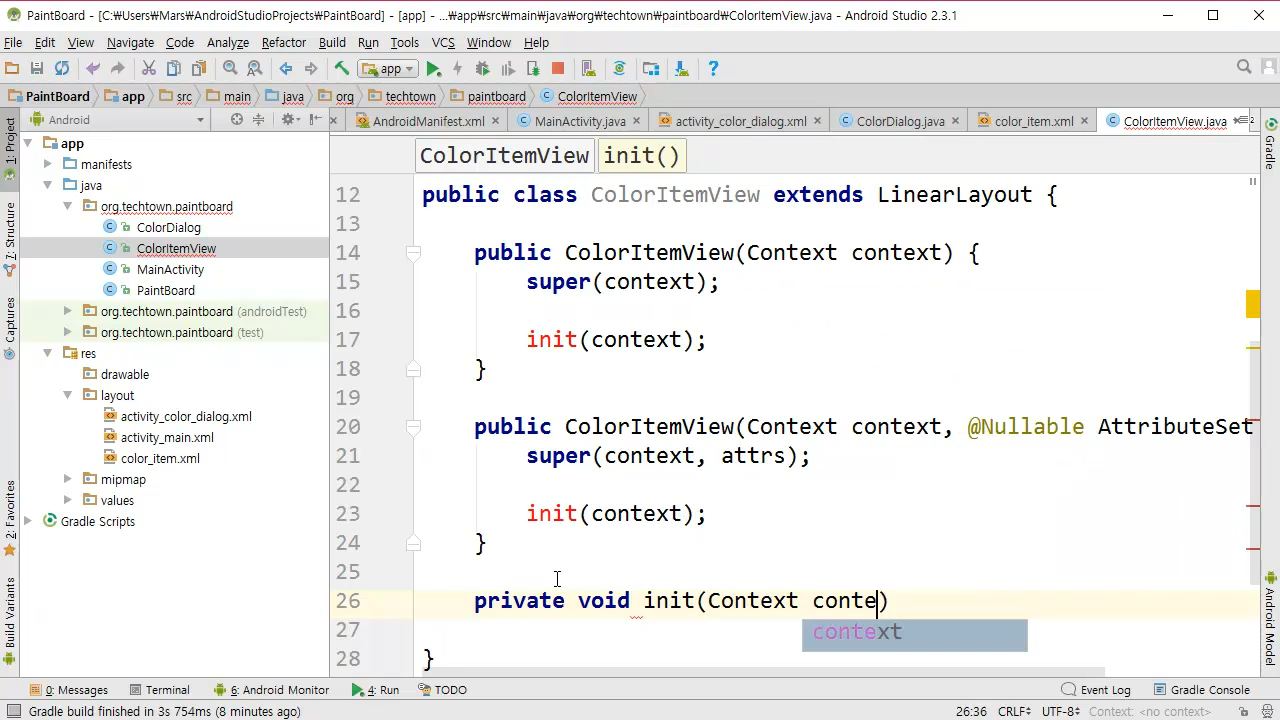 PaintBoard - [C:₩Users₩Mars₩AndroidStudioProjects₩PaintBoard] - [app] - ...₩app₩src₩main₩java₩org₩techtown₩paintboard₩ColorItemView.java - Android Studio 2.3.1
File Edit View Navigate Code Analyze Refactor Build Run Tools VCS Window Help
app
PaintBoard app src main java org techtown paintboard ColorItemView
Android AndroidManifest.xml MainActivity.java activity_color_dialog.xml ColorDialog.java color_item.xml ColorItemView.java
1: Project
7: Structure
Captures
2: Favorites
Build Variants
app
manifests
java
org.techtown.paintboard
ColorDialog
ColorItemView
MainActivity
PaintBoard
org.techtown.paintboard (androidTest)
org.techtown.paintboard (test)
res
drawable
layout
activity_color_dialog.xml
activity_main.xml
color_item.xml
mipmap
values
Gradle Scripts
ColorItemView init()
12 public class ColorItemView extends LinearLayout {
13
14 public ColorItemView(Context context) {
15 super(context);
16
17 init(context);
18 }
19
20 public ColorItemView(Context context, @Nullable AttributeSet
21 super(context, attrs);
22
23 init(context);
24 }
25
26 private void init(Context conte)
context
27
28 }
Gradle
Android Model
0: Messages Terminal 6: Android Monitor 4: Run TODO Event Log Gradle Console
Gradle build finished in 3s 754ms (8 minutes ago) 26:36 CRLF UTF-8 Context: <no context>